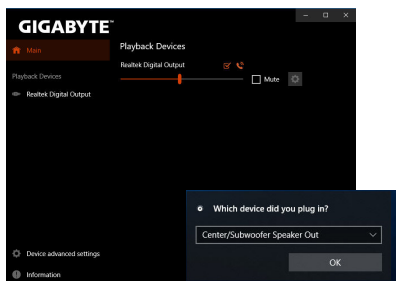 GIGABYTE™
Main
Playback Devices
Realtek Digital Output
Playback Devices
Realtek Digital Output
Mute
Which device did you plug in?
Center/Subwoofer Speaker Out
OK
Device advanced settings
Information